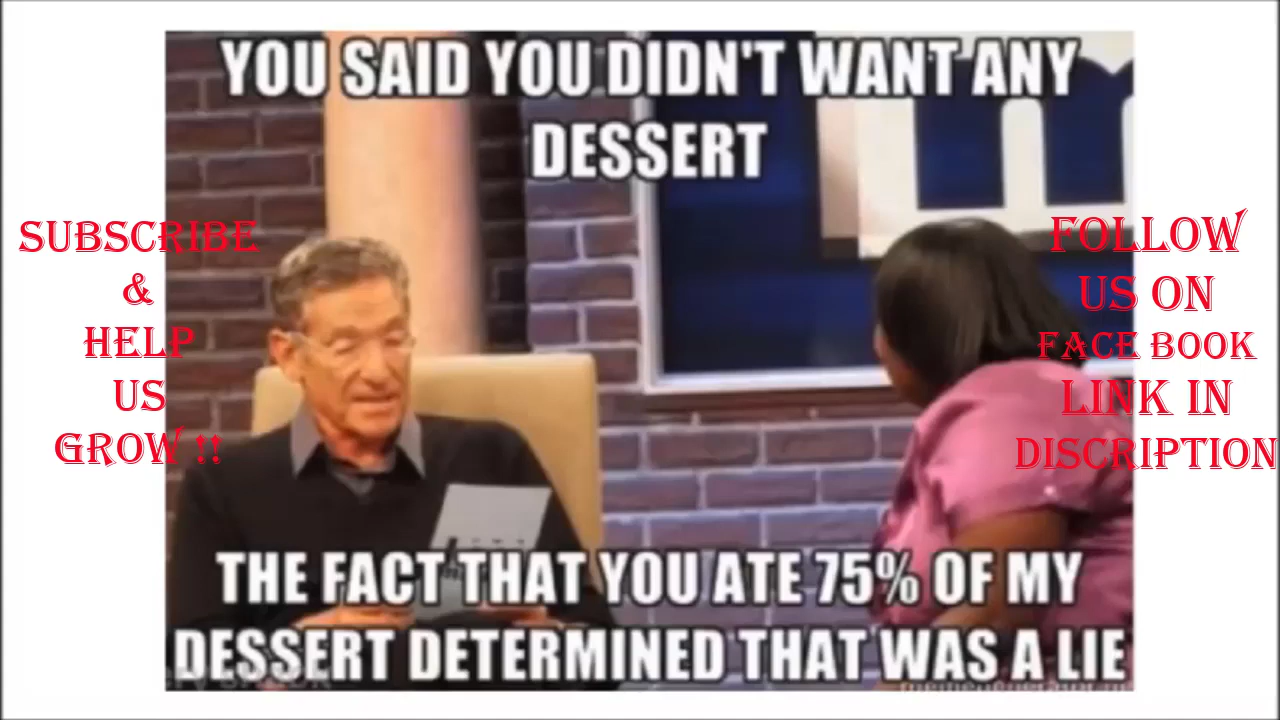 YOU SAID YOU DIDN'T WANT ANY
DESSERT
SUBSCRIBE
&
HELP
US
GROW !!
FOLLOW
US ON
FACE BOOK
LINK IN
DISCRIPTION
THE FACT THAT YOU ATE 75% OF MY
DESSERT DETERMINED THAT WAS A LIE